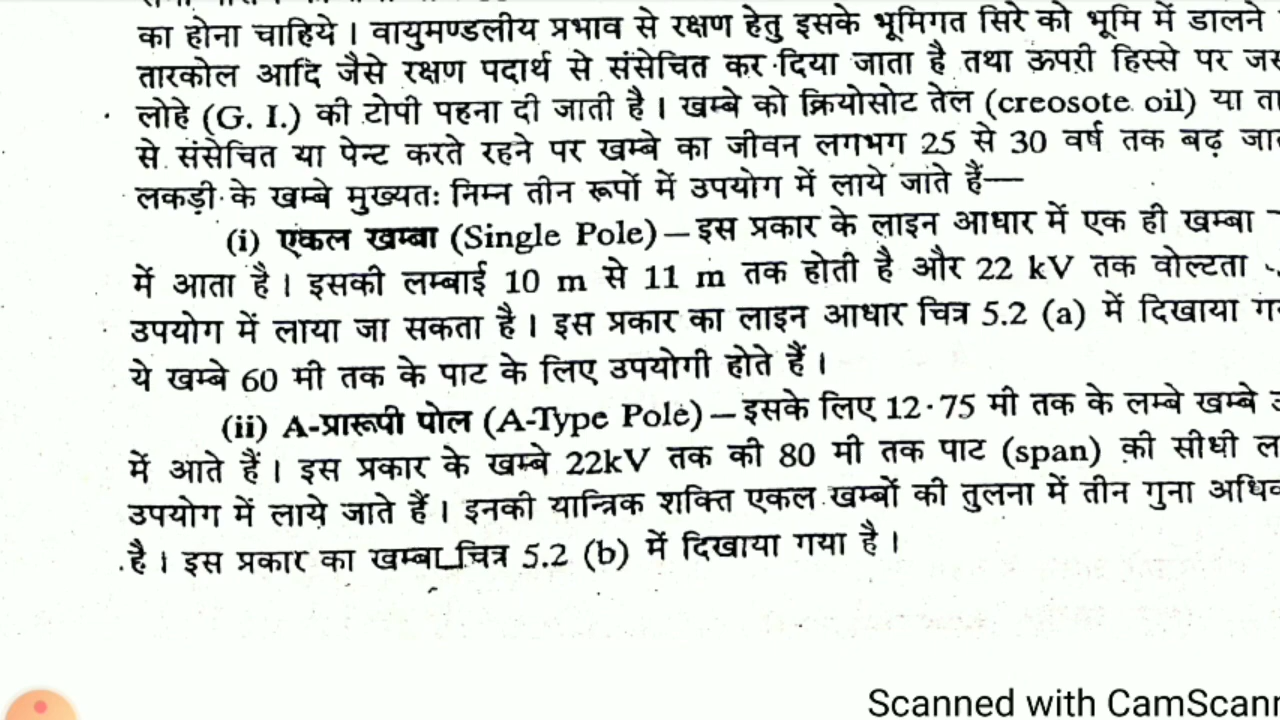 का होना चाहिये । वायुमण्डलीय प्रभाव से रक्षण हेतु इसके भूमिगत सिरे को भूमि में डालने
तारकोल आदि जैसे रक्षण पदार्थ से संसेचित कर दिया जाता है तथा ऊपरी हिस्से पर
लोहे (G. I.) की टोपी पहना दी जाती है । खम्बे को क्रियोसोट तेल (creosote oil) या
से संसेचित या पेन्ट करते रहने पर खम्बे का जीवन लगभग 25 से 30 वर्ष तक बढ़
लकड़ी के खम्बे मुख्यतः निम्न तीन रूपों में उपयोग में लाये जाते हैं—
(i) एकल खम्बा (Single Pole) – इस प्रकार के लाइन आधार में एक ही खम्बा
में आता है । इसकी लम्बाई 10 m से 11 m तक होती है और 22 kV तक वोल्टता
उपयोग में लाया जा सकता है । इस प्रकार का लाइन आधार चित्र 5.2 (a) में दिखाया
ये खम्बे 60 मी तक के पाट के लिए उपयोगी होते हैं ।
(ii) A-प्रारूपी पोल (A-Type Pole) – इसके लिए 12·75 मी तक के लम्बे खम्बे
में आते हैं । इस प्रकार के खम्बे 22kV तक की 80 मी तक पाट (span) की सीधी
उपयोग में लाये जाते हैं । इनकी यान्त्रिक शक्ति एकल खम्बों की तुलना में तीन गुना
है । इस प्रकार का खम्बा चित्र 5.2 (b) में दिखाया गया है ।
Scanned with CamScann